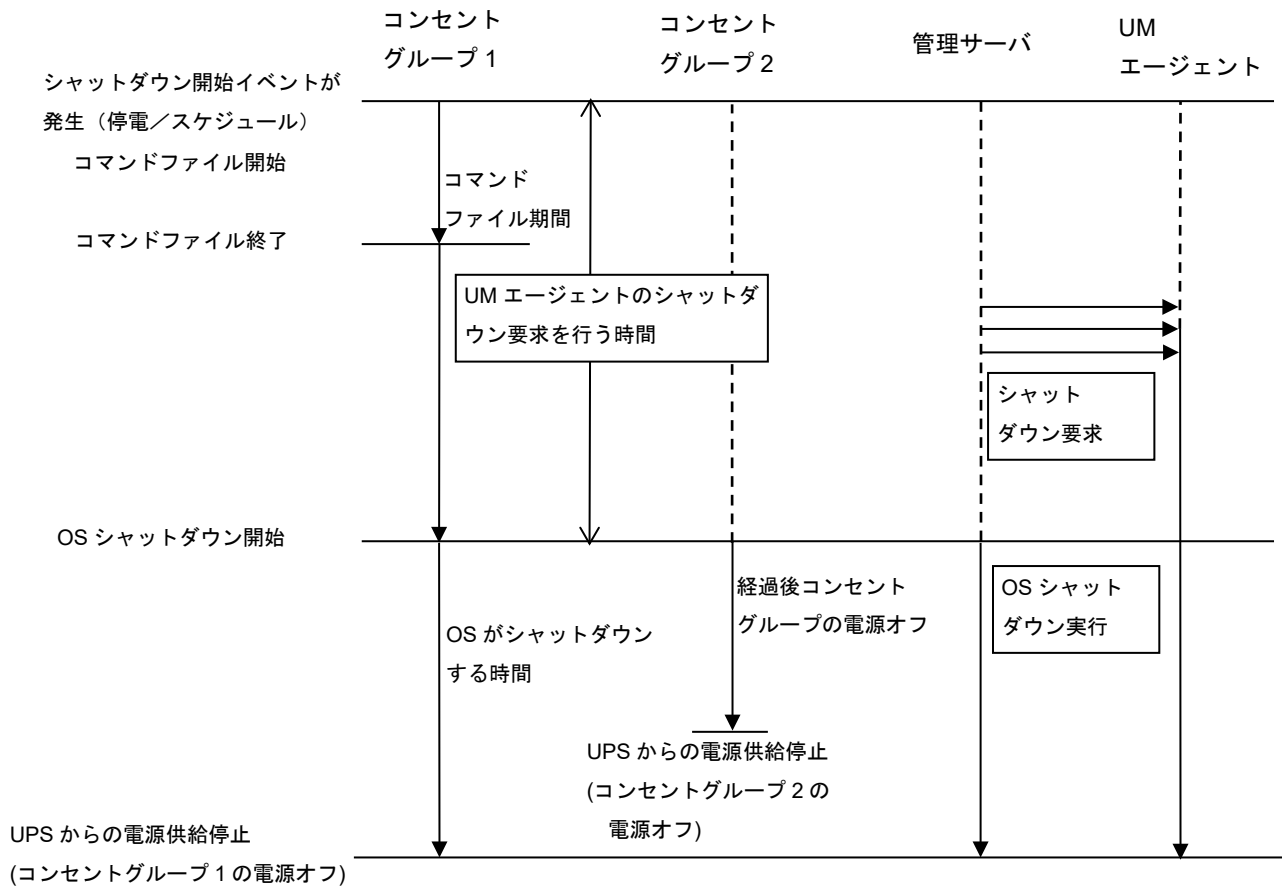 コンセント
グループ 1
コンセント
グループ 2
管理サーバ
UM
エージェント
シャットダウン開始イベントが
発生（停電／スケジュール）
コマンドファイル開始
コマンド
ファイル期間
コマンドファイル終了
UM エージェントのシャットダ
ウン要求を行う時間
シャット
ダウン要求
OS シャットダウン開始
OS がシャットダウン
する時間
経過後コンセント
グループの電源オフ
OS シャット
ダウン実行
UPS からの電源供給停止
(コンセントグループ 2 の
電源オフ)
UPS からの電源供給停止
(コンセントグループ 1 の電源オフ)